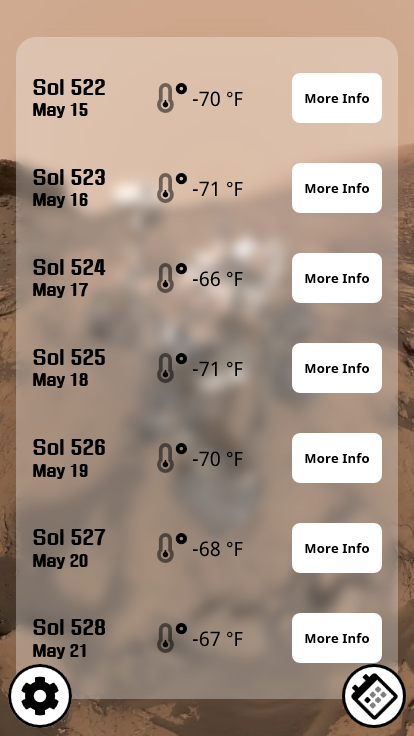 Sol 522
May 15
-70 °F
More Info
Sol 523
May 16
-71 °F
More Info
Sol 524
May 17
-66 °F
More Info
Sol 525
May 18
-71 °F
More Info
Sol 526
May 19
-70 °F
More Info
Sol 527
May 20
-68 °F
More Info
Sol 528
May 21
-67 °F
More Info